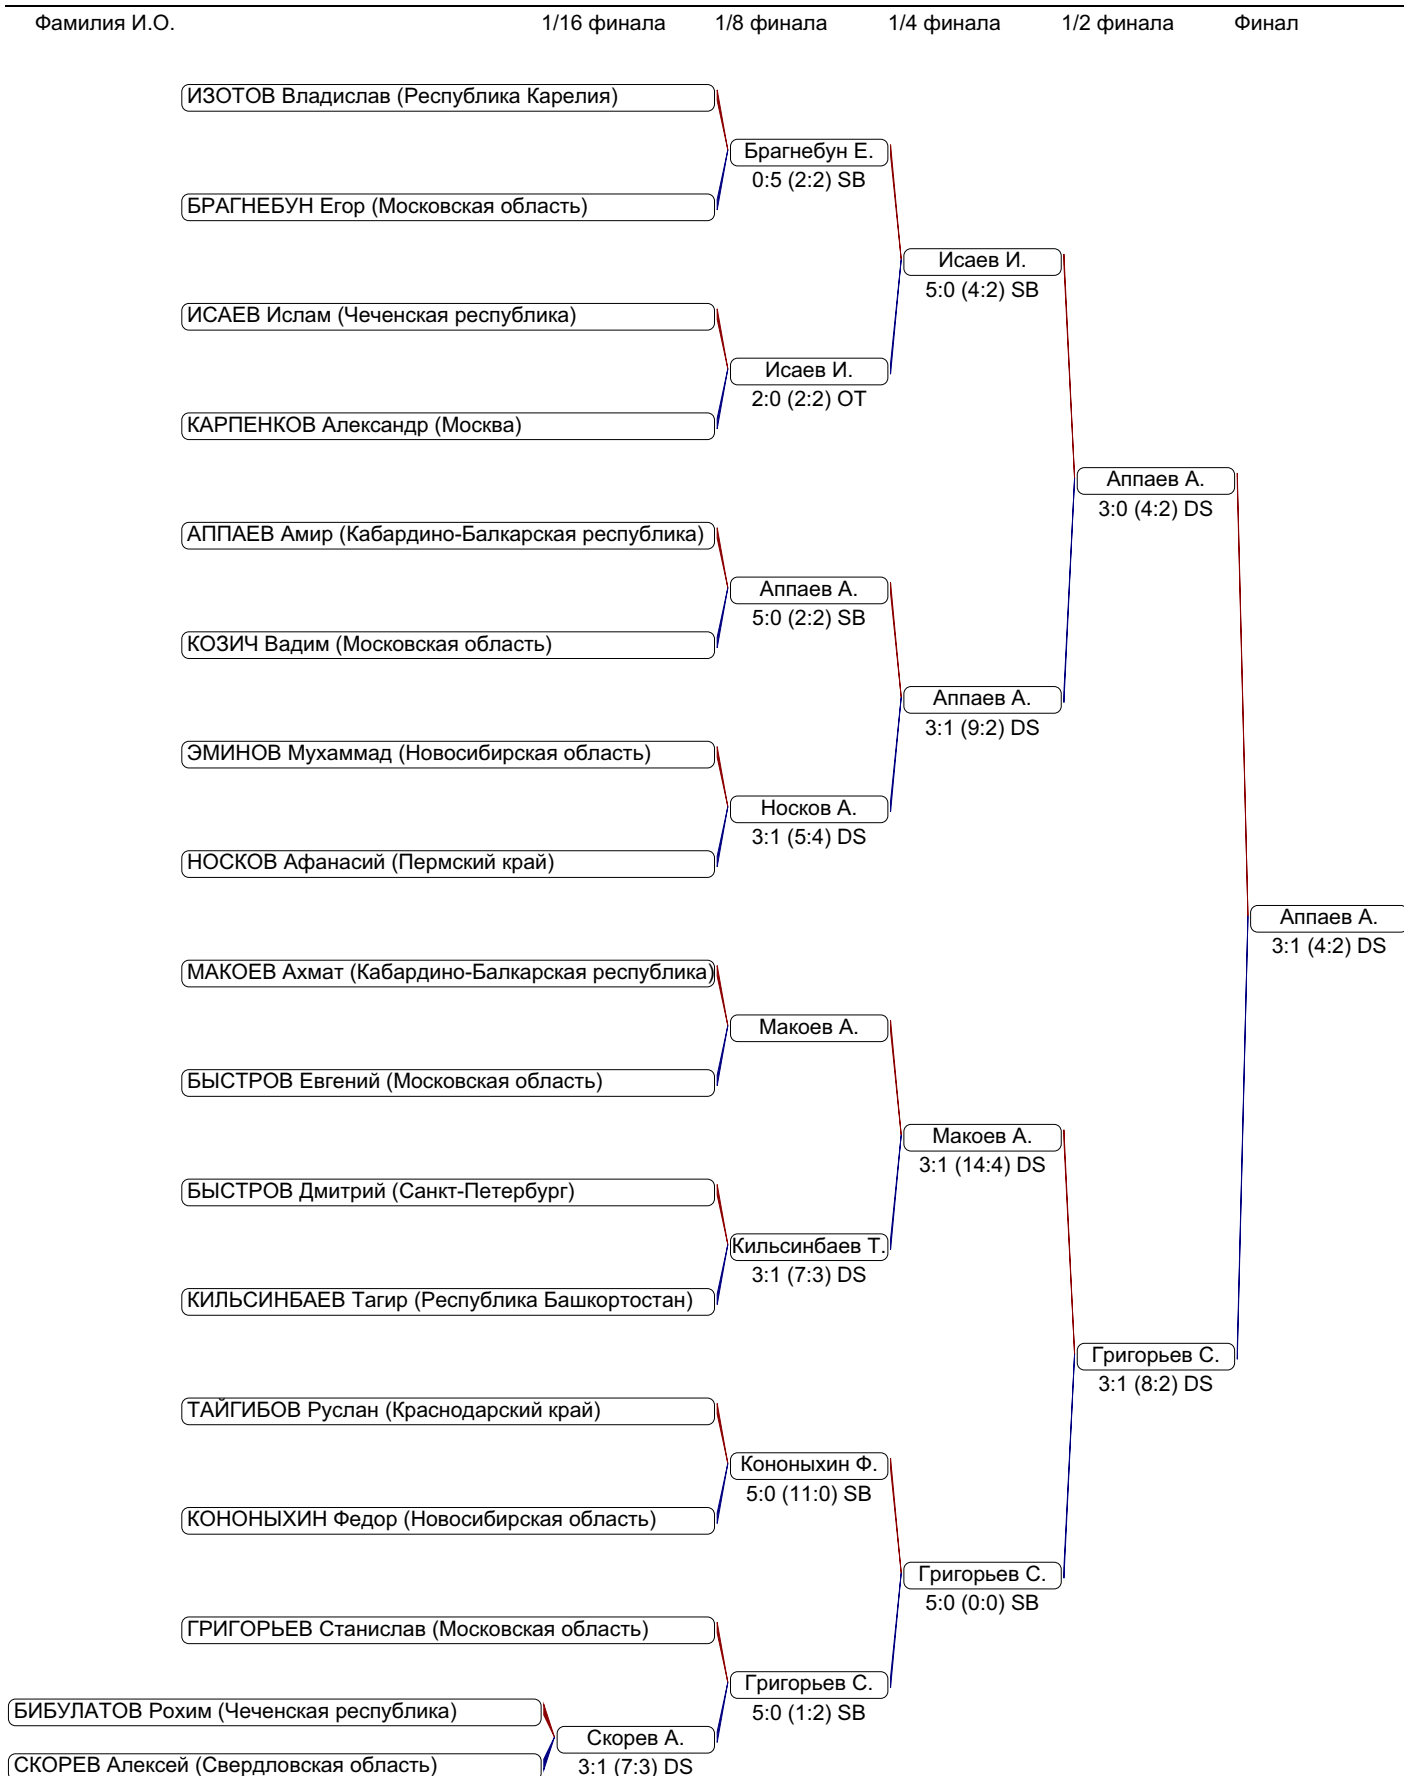 Фамилия И.О. 1/16 финала 1/8 финала 1/4 финала 1/2 финала Финал
ИЗОТОВ Владислав (Республика Карелия)
Брагнебун Е.
0:5 (2:2) SB
БРАГНЕБУН Егор (Московская область)
Исаев И.
5:0 (4:2) SB
ИСАЕВ Ислам (Чеченская республика)
Исаев И.
2:0 (2:2) OT
КАРПЕНКОВ Александр (Москва)
Аппаев А.
3:0 (4:2) DS
АППАЕВ Амир (Кабардино-Балкарская республика)
Аппаев А.
5:0 (2:2) SB
КОЗИЧ Вадим (Московская область)
Аппаев А.
3:1 (9:2) DS
ЭМИНОВ Мухаммад (Новосибирская область)
Носков А.
3:1 (5:4) DS
НОСКОВ Афанасий (Пермский край)
Аппаев А.
3:1 (4:2) DS
МАКОЕВ Ахмат (Кабардино-Балкарская республика)
Макоев А.
БЫСТРОВ Евгений (Московская область)
Макоев А.
3:1 (14:4) DS
БЫСТРОВ Дмитрий (Санкт-Петербург)
Кильсинбаев Т.
3:1 (7:3) DS
КИЛЬСИНБАЕВ Тагир (Республика Башкортостан)
Григорьев С.
3:1 (8:2) DS
ТАЙГИБОВ Руслан (Краснодарский край)
Кононыхин Ф.
5:0 (11:0) SB
КОНОНЫХИН Федор (Новосибирская область)
Григорьев С.
5:0 (0:0) SB
ГРИГОРЬЕВ Станислав (Московская область)
Григорьев С.
5:0 (1:2) SB
БИБУЛАТОВ Рохим (Чеченская республика)
Скорев А.
3:1 (7:3) DS
СКОРЕВ Алексей (Свердловская область)